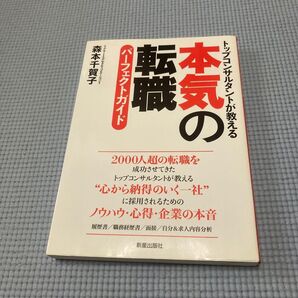 トップコンサルタントが教える
本気の
転職
パーフェクトガイド
森本千賀子
2000人超の転職を
成功させてきた
トップコンサルタントが教える
“心から納得のいく一社”
に採用されるための
ノウハウ・心得・企業の本音
履歴書／職務経歴書／面接／自分&求人内容分析
新星出版社